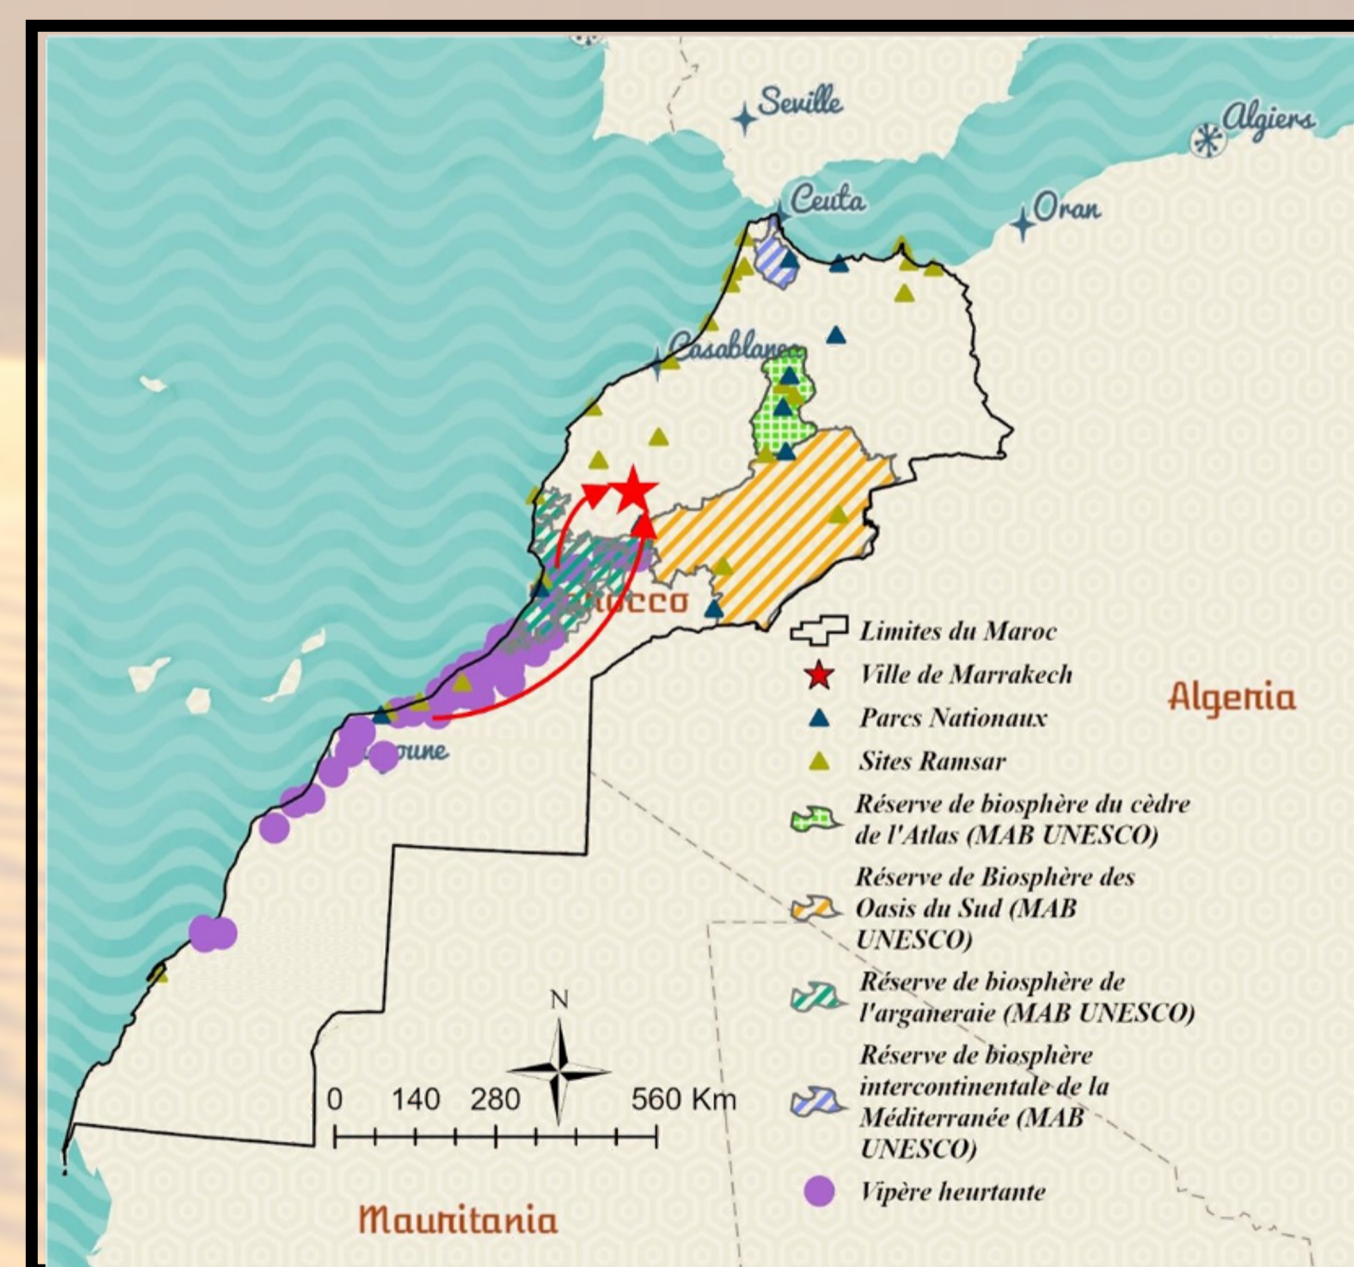 Seville
Algiers
Ceuta
Oran
Casablanca
Limites du Maroc
Ville de Marrakech
Algeria
Parcs Nationaux
Sites Ramsar
Réserve de biosphère du cèdre
de l'Atlas (MAB UNESCO)
Réserve de Biosphère des
Oasis du Sud (MAB
UNESCO)
Réserve de biosphère de
l'arganeraie (MAB UNESCO)
N
Réserve de biosphère
intercontinentale de la
Méditerranée (MAB
UNESCO)
0 140 280 560 Km
Vipère heurtante
Mauritania